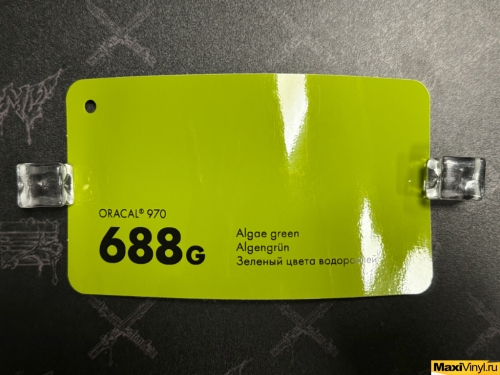 ORACAL® 970
688G
Algae green
Algengrün
Зеленый цвета водорослей
MaxiVinyl.ru